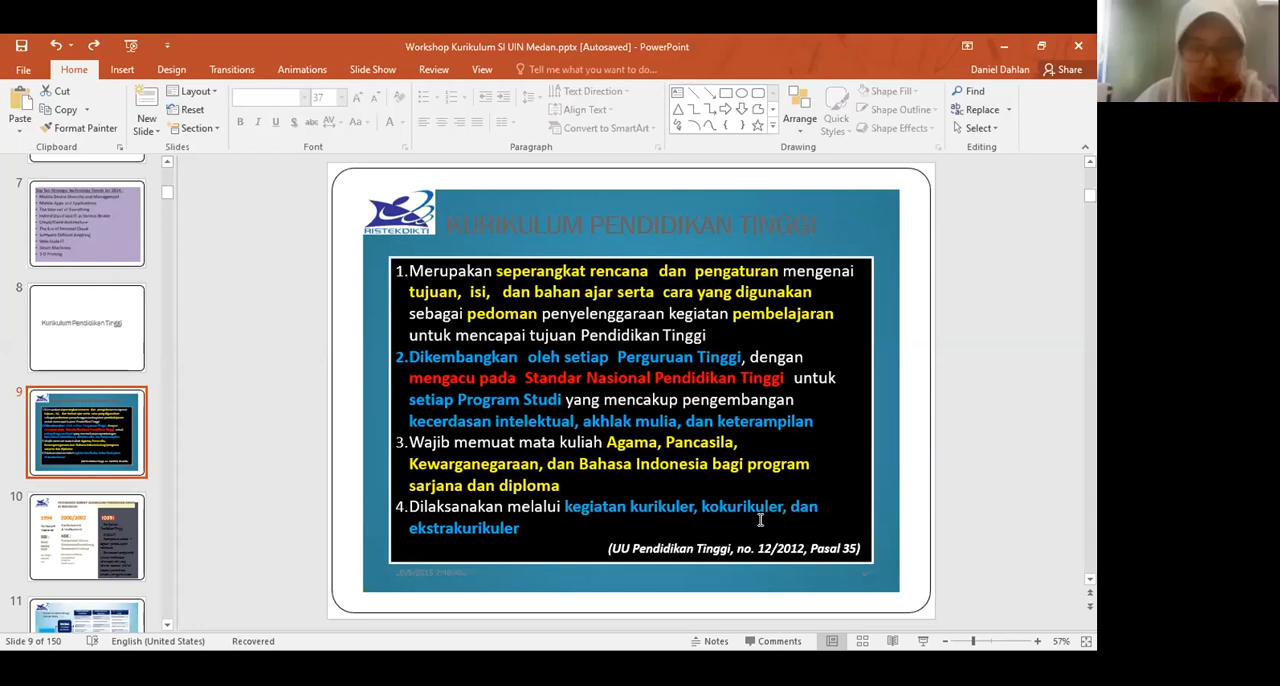 Workshop Kurikulum SI UIN Medan.pptx [Autosaved] - PowerPoint
File Home Insert Design Transitions Animations Slide Show Review View Tell me what you want to do... Daniel Dahlan Share
Paste
Cut
Copy
Format Painter
Clipboard
New
Slide
Layout
Reset
Section
Slides
37
Font
Text Direction
Align Text
Convert to SmartArt
Paragraph
Arrange
Quick
Styles
Shape Fill
Shape Outline
Shape Effects
Drawing
Find
Replace
Select
Editing
7
8
Kurikulum Pendidikan Tinggi
9
10
11
RISTEKDIKTI
KURIKULUM PENDIDIKAN TINGGI
1.Merupakan seperangkat rencana dan pengaturan mengenai
tujuan, isi, dan bahan ajar serta cara yang digunakan
sebagai pedoman penyelenggaraan kegiatan pembelajaran
untuk mencapai tujuan Pendidikan Tinggi
2.Dikembangkan oleh setiap Perguruan Tinggi, dengan
mengacu pada Standar Nasional Pendidikan Tinggi untuk
setiap Program Studi yang mencakup pengembangan
kecerdasan intelektual, akhlak mulia, dan keterampilan
3.Wajib memuat mata kuliah Agama, Pancasila,
Kewarganegaraan, dan Bahasa Indonesia bagi program
sarjana dan diploma
4.Dilaksanakan melalui kegiatan kurikuler, kokurikuler, dan
ekstrakurikuler
(UU Pendidikan Tinggi, no. 12/2012, Pasal 35)
Slide 9 of 150 English (United States) Recovered Notes Comments 57%